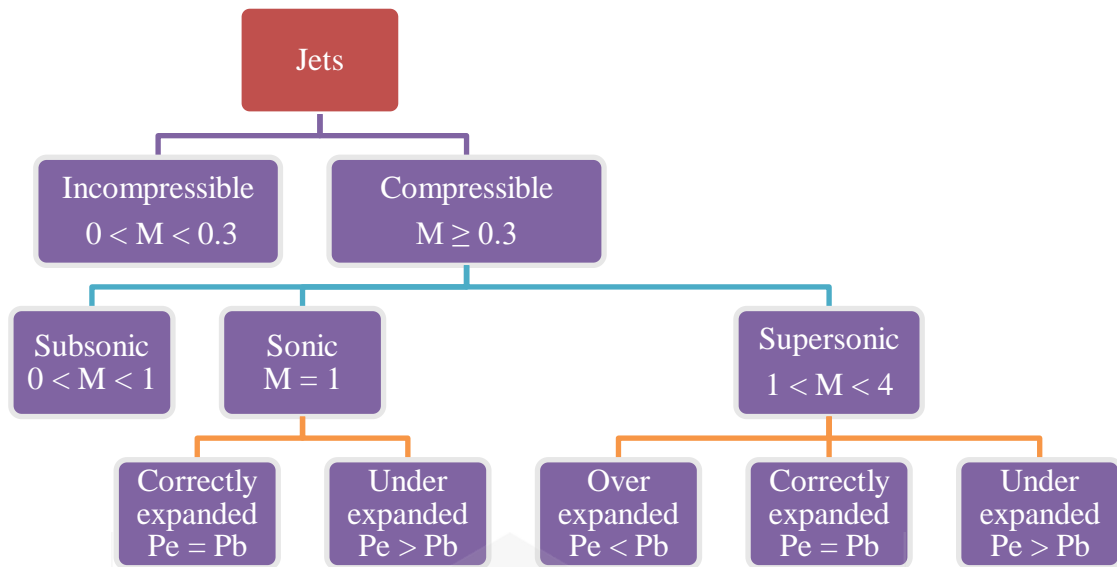 Jets
Incompressible
0 < M < 0.3
Compressible
M ≥ 0.3
Subsonic
0 < M < 1
Sonic
M = 1
Supersonic
1 < M < 4
Correctly
expanded
Pe = Pb
Under
expanded
Pe > Pb
Over
expanded
Pe < Pb
Correctly
expanded
Pe = Pb
Under
expanded
Pe > Pb